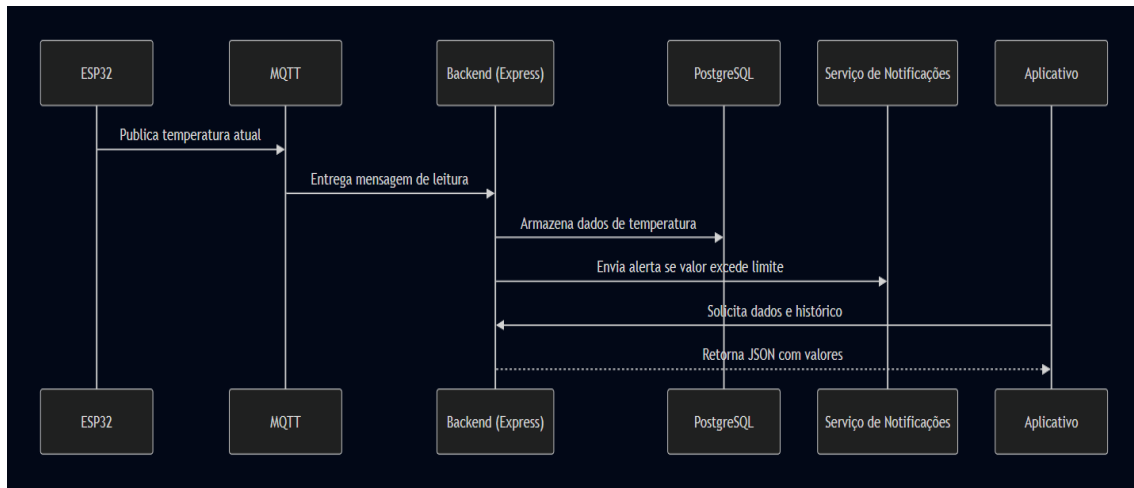 ESP32
MQTT
Backend (Express)
PostgreSQL
Serviço de Notificações
Aplicativo
Publica temperatura atual
Entrega mensagem de leitura
Armazena dados de temperatura
Envia alerta se valor excede limite
Solicita dados e histórico
Retorna JSON com valores
ESP32
MQTT
Backend (Express)
PostgreSQL
Serviço de Notificações
Aplicativo